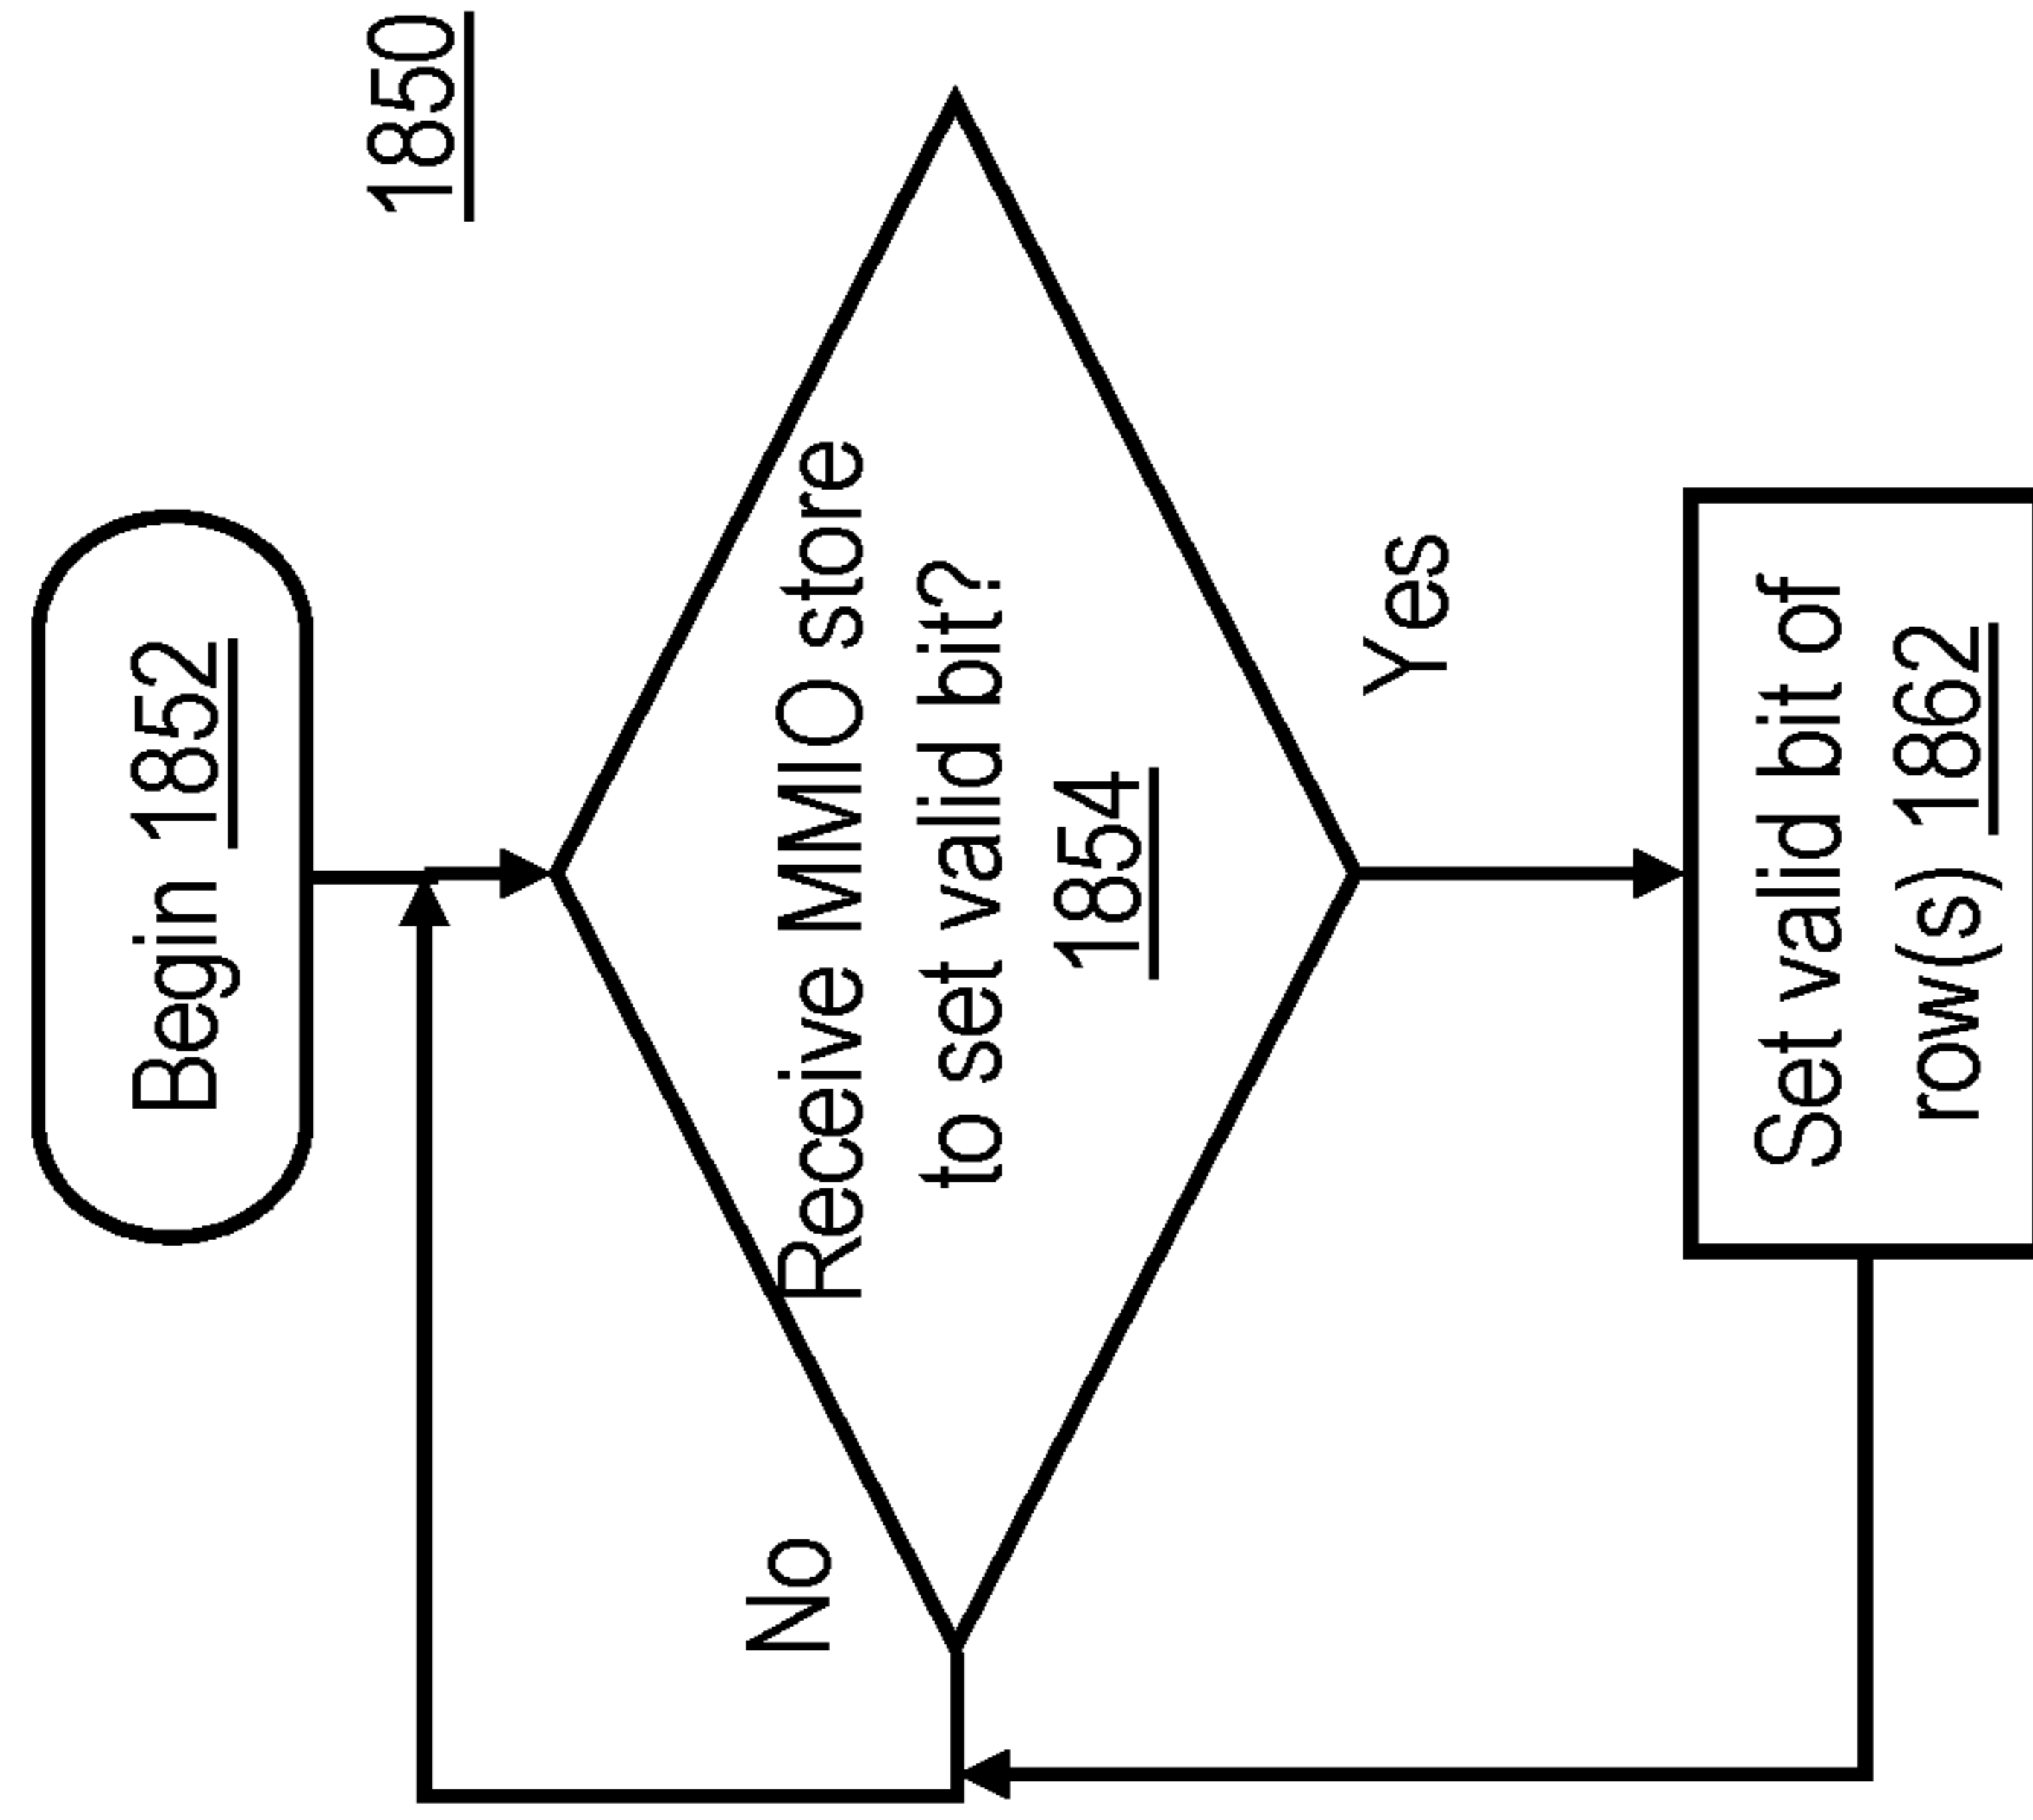 1850
Begin 1852
Receive MMIO store
to set valid bit?
1854
No
Yes
Set valid bit of
row(s) 1862